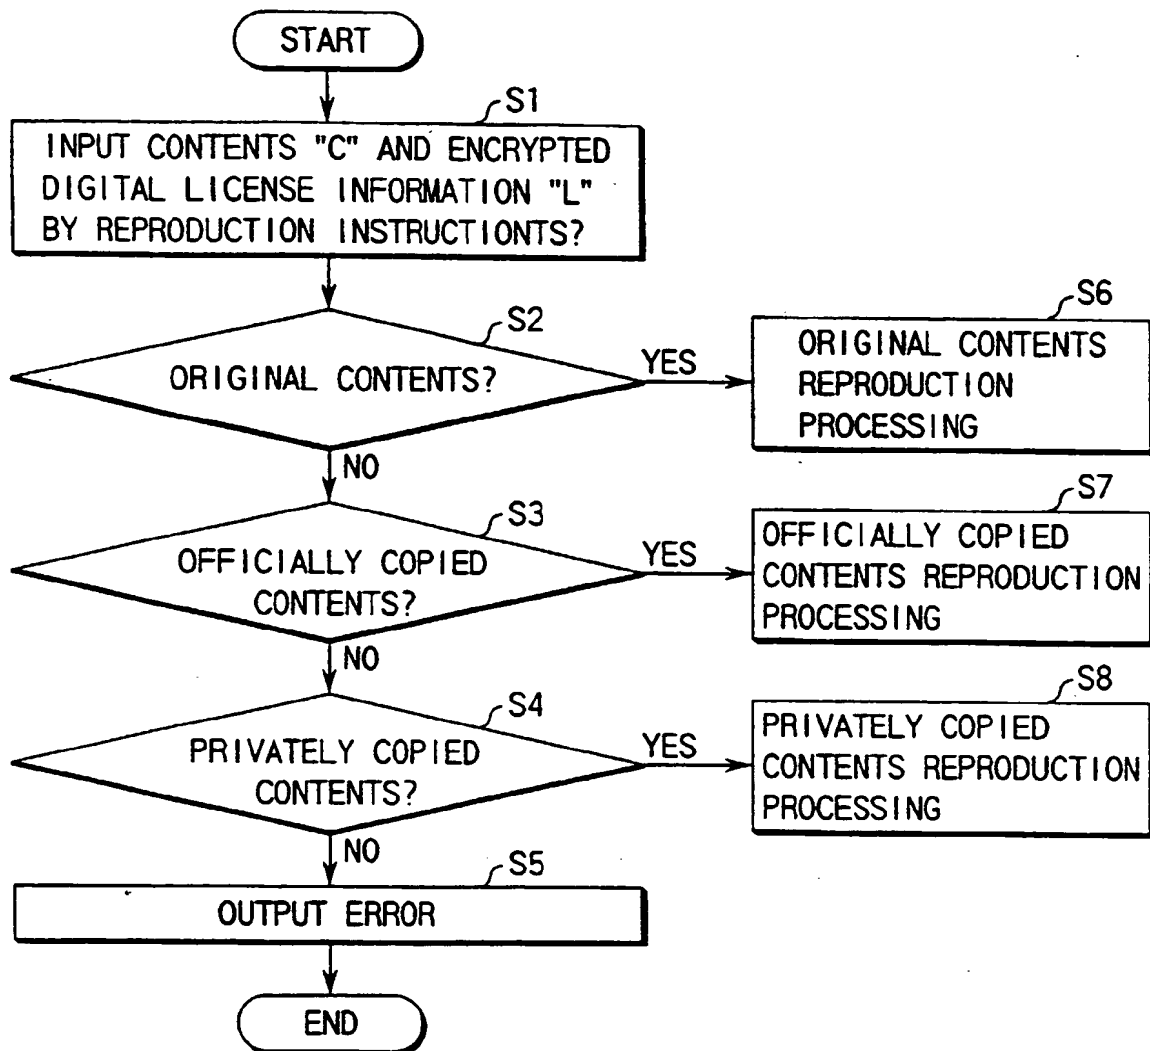 START
S1
INPUT CONTENTS "C" AND ENCRYPTED
DIGITAL LICENSE INFORMATION "L"
BY REPRODUCTION INSTRUCTIONTS?
S2
ORIGINAL CONTENTS?
YES
S6
ORIGINAL CONTENTS
REPRODUCTION
PROCESSING
NO
S3
OFFICIALLY COPIED
CONTENTS?
YES
S7
OFFICIALLY COPIED
CONTENTS REPRODUCTION
PROCESSING
NO
S4
PRIVATELY COPIED
CONTENTS?
YES
S8
PRIVATELY COPIED
CONTENTS REPRODUCTION
PROCESSING
NO
S5
OUTPUT ERROR
END